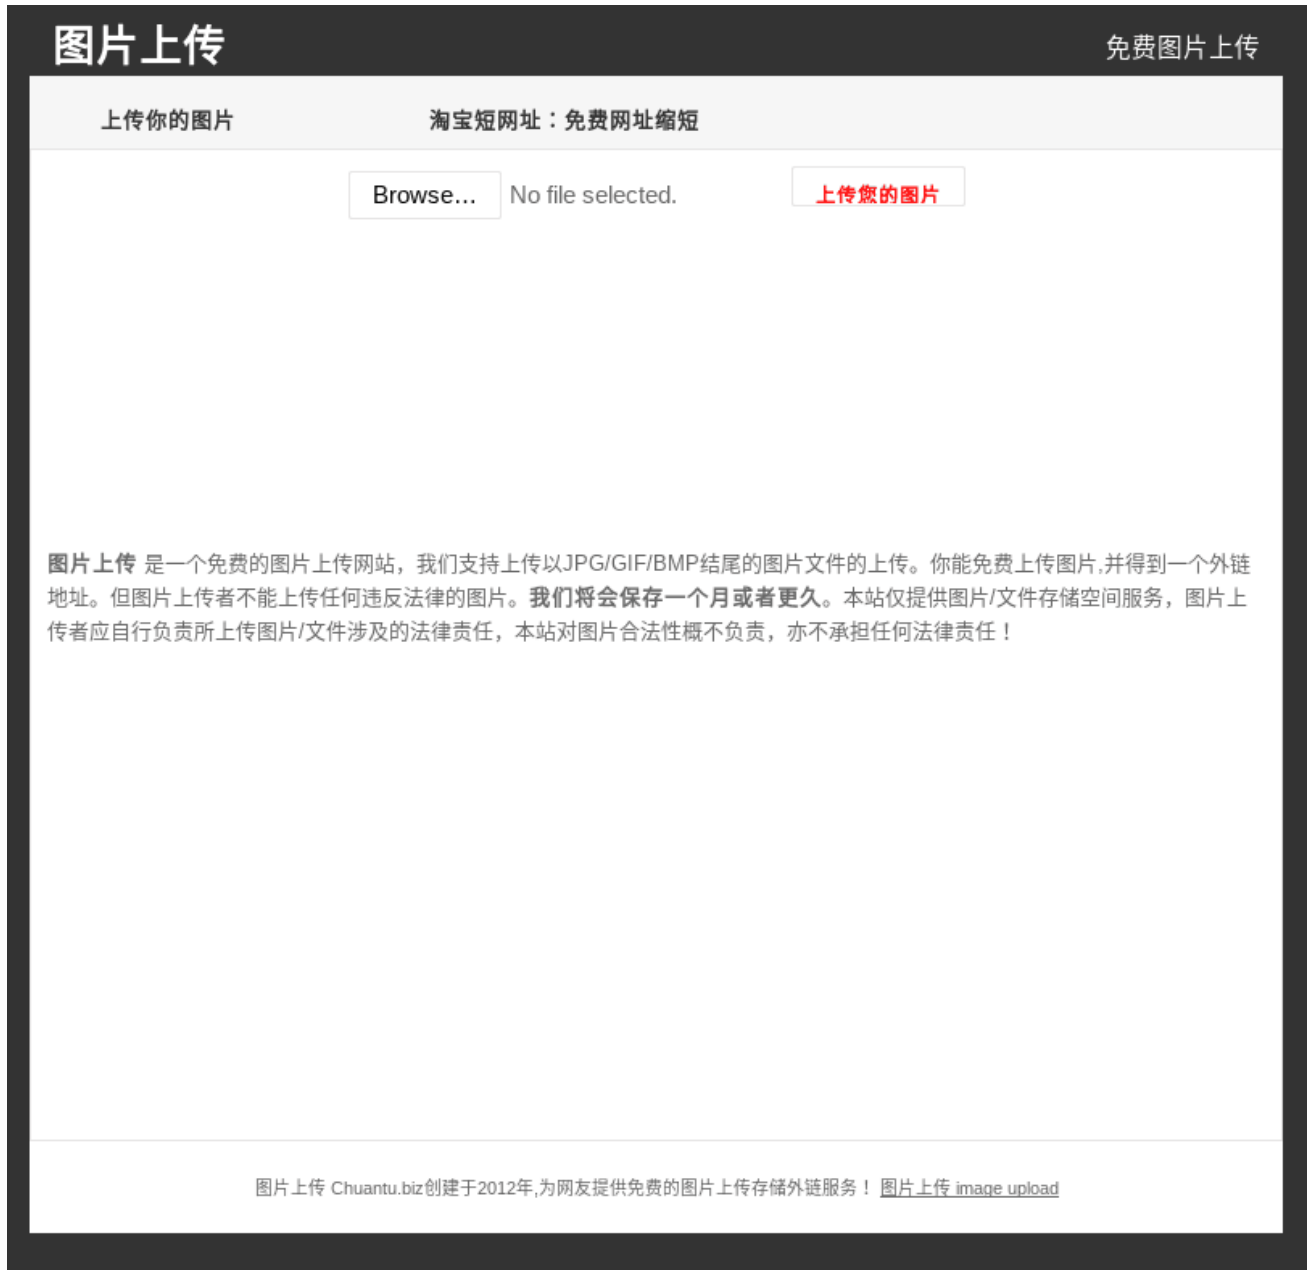 图片上传
免费图片上传
上传你的图片
淘宝短网址：免费网址缩短
Browse...
No file selected.
上传您的图片
图片上传 是一个免费的图片上传网站，我们支持上传以JPG/GIF/BMP结尾的图片文件的上传。你能免费上传图片,并得到一个外链
地址。但图片上传者不能上传任何违反法律的图片。我们将会保存一个月或者更久。本站仅提供图片/文件存储空间服务，图片上
传者应自行负责所上传图片/文件涉及的法律责任，本站对图片合法性概不负责，亦不承担任何法律责任！
图片上传 Chuantu.biz创建于2012年,为网友提供免费的图片上传存储外链服务！ 图片上传 image upload